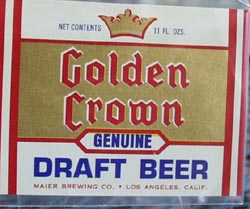 NET CONTENTS 11 FL. OZS.
Golden
Crown
GENUINE
DRAFT BEER
MAIER BREWING CO. • LOS ANGELES, CALIF.